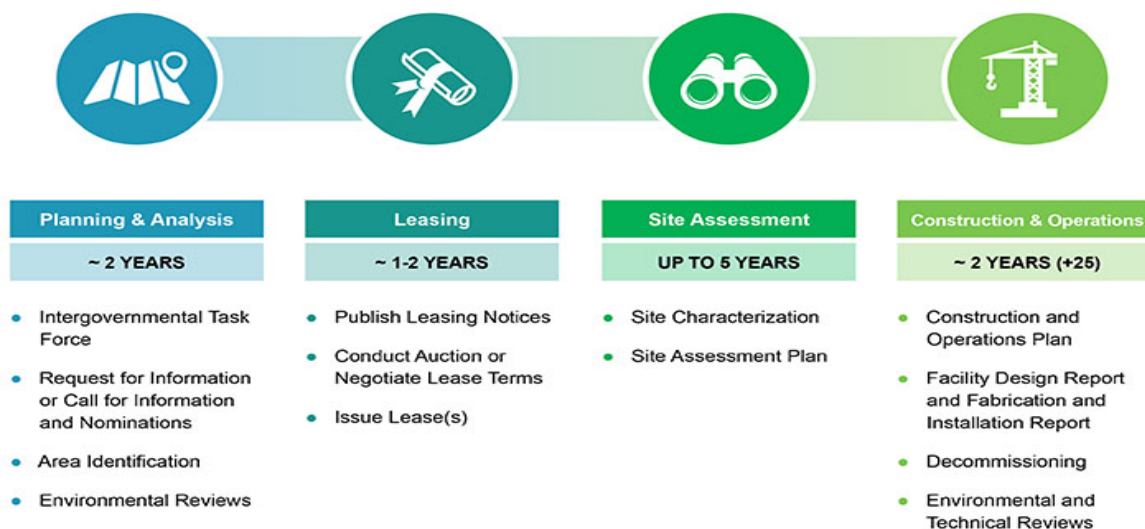 Planning & Analysis
~ 2 YEARS
• Intergovernmental Task
Force
• Request for Information
or Call for Information
and Nominations
• Area Identification
• Environmental Reviews
Leasing
~ 1-2 YEARS
• Publish Leasing Notices
• Conduct Auction or
Negotiate Lease Terms
• Issue Lease(s)
Site Assessment
UP TO 5 YEARS
• Site Characterization
• Site Assessment Plan
Construction & Operations
~ 2 YEARS (+25)
• Construction and
Operations Plan
• Facility Design Report
and Fabrication and
Installation Report
• Decommissioning
• Environmental and
Technical Reviews